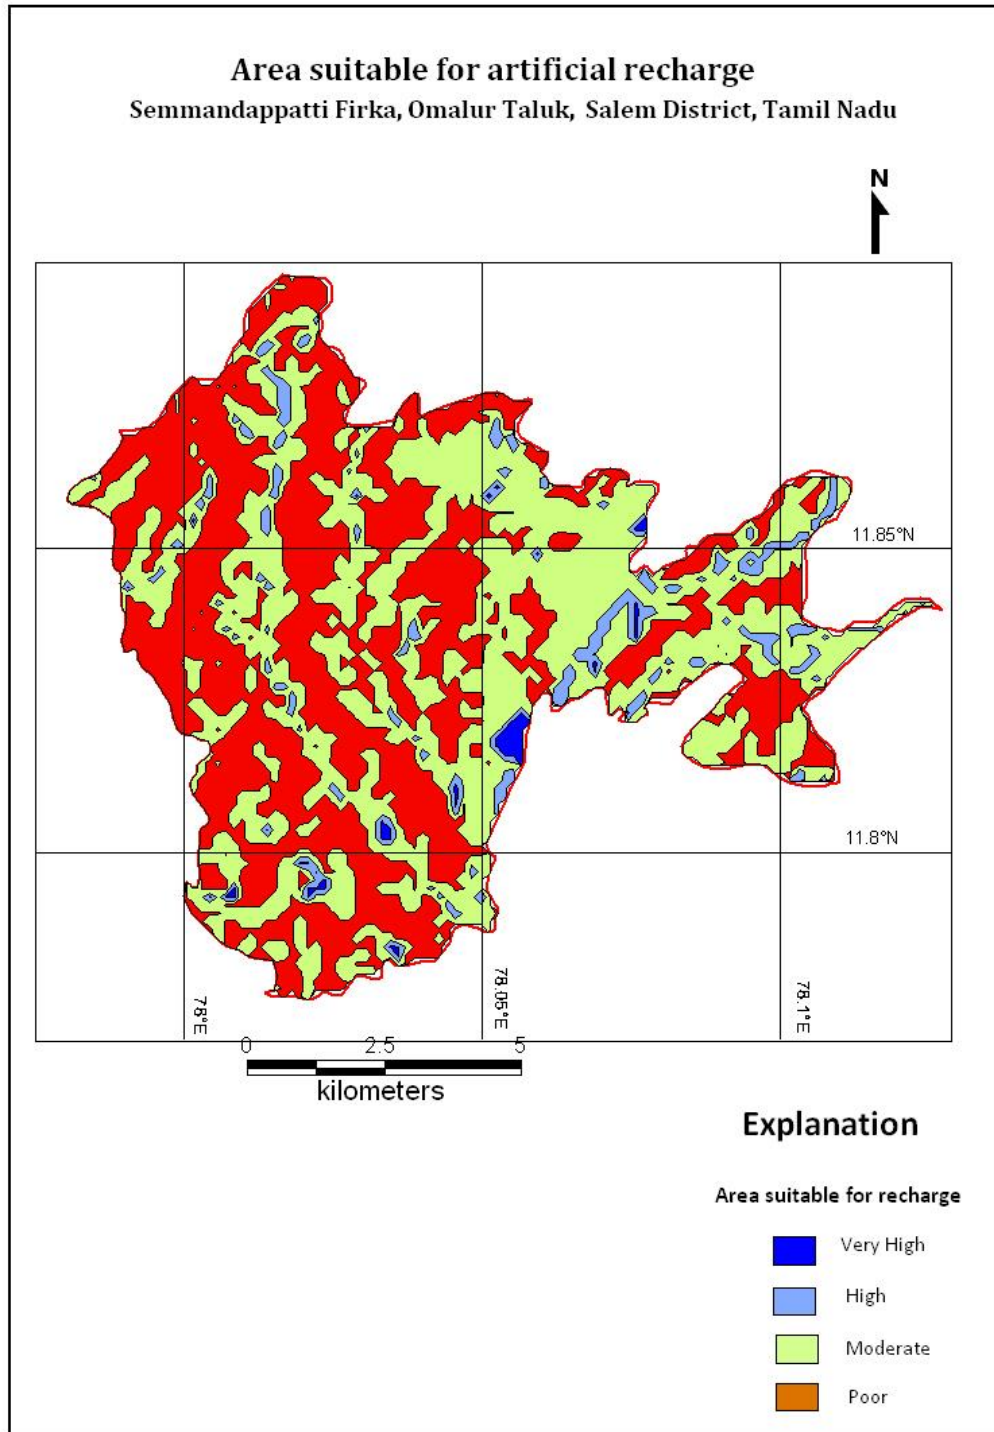 Area suitable for artificial recharge
Semmandappatti Firka, Omalur Taluk, Salem District, Tamil Nadu
N
11.85°N
11.8°N
78°E
78.05°E
78.1°E
0 2.5 5
kilometers
Explanation
Area suitable for recharge
Very High
High
Moderate
Poor